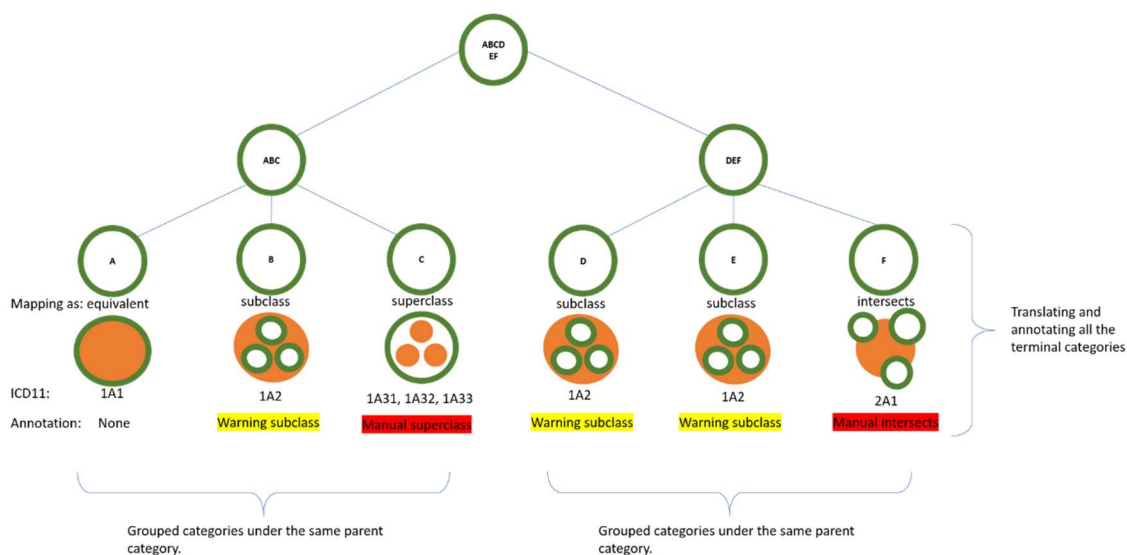 ABCD
EF
ABC
DEF
A
B
C
D
E
F
Mapping as: equivalent
subclass
superclass
subclass
subclass
intersects
Translating and
annotating all the
terminal categories
ICD11:
1A1
1A2
1A31, 1A32, 1A33
1A2
1A2
2A1
Annotation:
None
Warning subclass
Manual superclass
Warning subclass
Warning subclass
Manual intersects
Grouped categories under the same parent
category.
Grouped categories under the same parent
category.